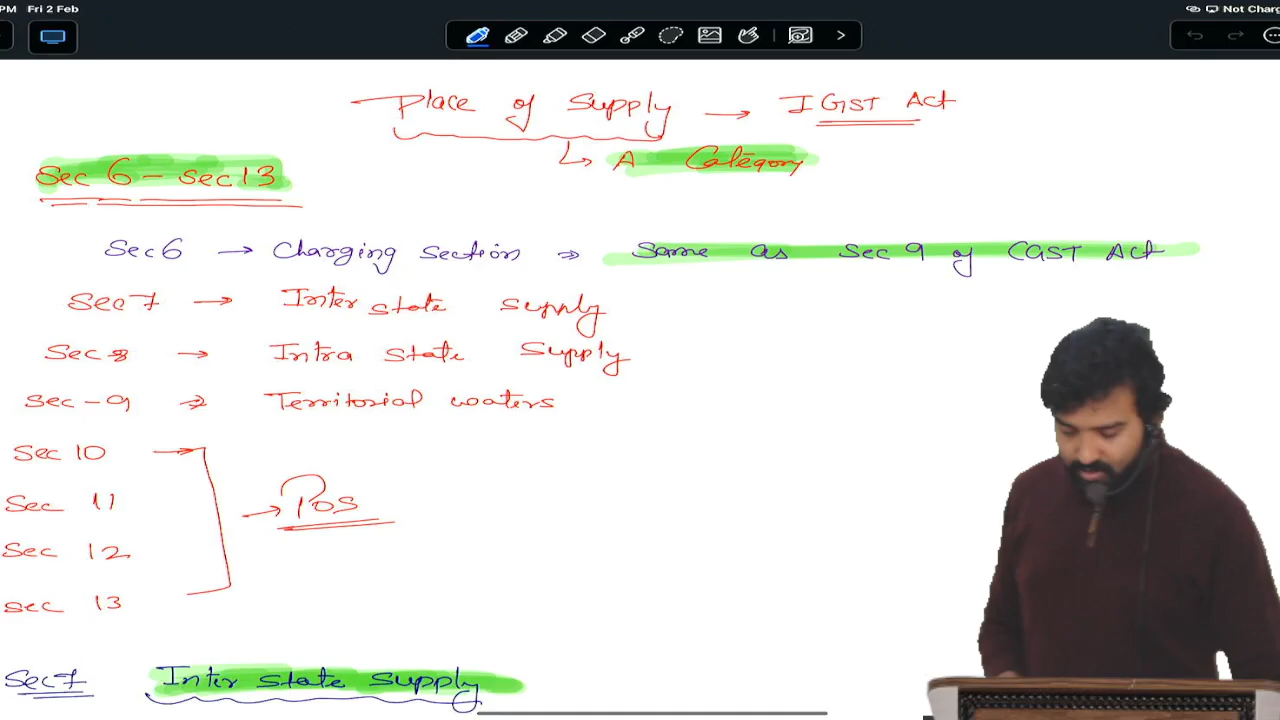 PM Fri 2 Feb
Not Charg
Place of Supply → IGST Act
↳ A Category
Sec 6 – Sec 13
Sec 6 → Charging section ⇒ Same as Sec 9 of CGST Act
Sec 7 → Inter state supply
Sec 8 → Intra state supply
Sec – 9 → Territorial waters
Sec 10 →
Sec 11
→ POS
Sec 12
Sec 13
Sec 7 Inter state supply